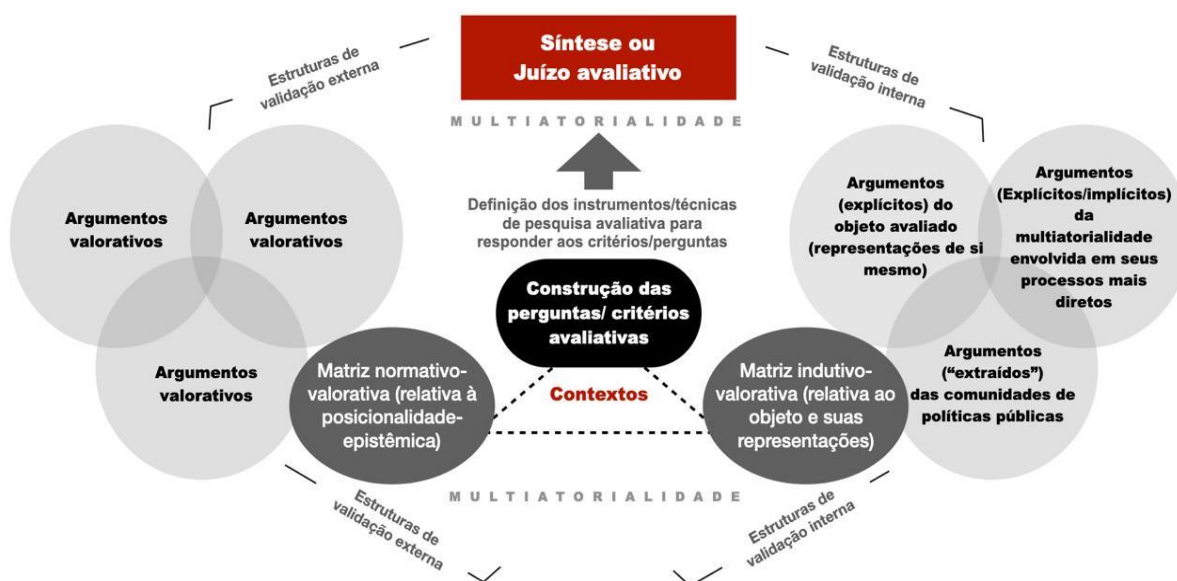 Síntese ou
Juízo avaliativo
MULTIATORIALIDADE
Estruturas de
validação externa
Estruturas de
validação interna
Argumentos
valorativos
Argumentos
valorativos
Argumentos
valorativos
Definição dos instrumentos/técnicas
de pesquisa avaliativa para
responder aos critérios/perguntas
Construção das
perguntas/ critérios
avaliativas
Contextos
Matriz normativo-
valorativa (relativa à
posicionalidade-
epistêmica)
Matriz indutivo-
valorativa (relativa ao
objeto e suas
representações)
Argumentos
(explícitos) do
objeto avaliado
(representações de si
mesmo)
Argumentos
(Explícitos/implícitos)
da
multiatorialidade
envolvida em seus
processos mais
diretos
Argumentos
(“extraídos”)
das comunidades de
políticas públicas
MULTIATORIALIDADE
Estruturas de
validação externa
Estruturas de
validação interna